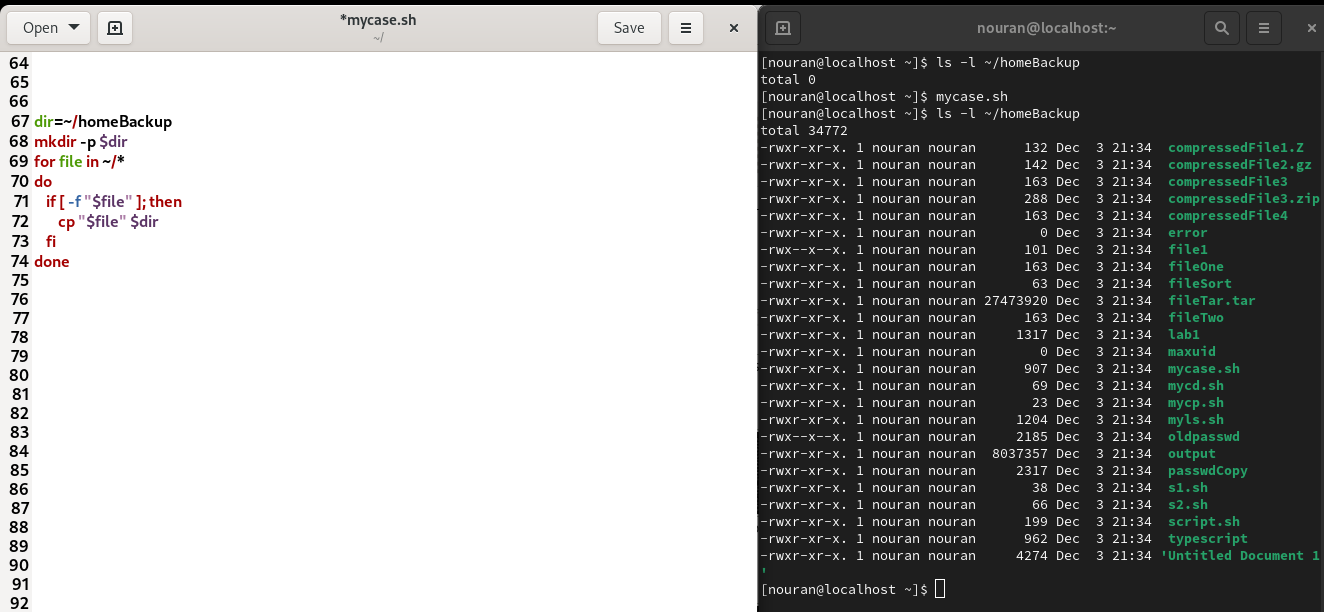 Open
*mycase.sh
~/
Save
64
65
66
67 dir=~/homeBackup
68 mkdir -p $dir
69 for file in ~/*
70 do
71 if [ -f "$file" ]; then
72 cp "$file" $dir
73 fi
74 done
75
76
77
78
79
80
81
82
83
84
85
86
87
88
89
90
91
92
nouran@localhost:~
[nouran@localhost ~]$ ls -l ~/homeBackup
total 0
[nouran@localhost ~]$ mycase.sh
[nouran@localhost ~]$ ls -l ~/homeBackup
total 34772
-rwxr-xr-x. 1 nouran nouran 132 Dec 3 21:34 compressedFile1.Z
-rwxr-xr-x. 1 nouran nouran 142 Dec 3 21:34 compressedFile2.gz
-rwxr-xr-x. 1 nouran nouran 163 Dec 3 21:34 compressedFile3
-rwxr-xr-x. 1 nouran nouran 288 Dec 3 21:34 compressedFile3.zip
-rwxr-xr-x. 1 nouran nouran 163 Dec 3 21:34 compressedFile4
-rwxr-xr-x. 1 nouran nouran 0 Dec 3 21:34 error
-rwx--x--x. 1 nouran nouran 101 Dec 3 21:34 file1
-rwxr-xr-x. 1 nouran nouran 163 Dec 3 21:34 fileOne
-rwxr-xr-x. 1 nouran nouran 63 Dec 3 21:34 fileSort
-rwxr-xr-x. 1 nouran nouran 27473920 Dec 3 21:34 fileTar.tar
-rwxr-xr-x. 1 nouran nouran 163 Dec 3 21:34 fileTwo
-rwxr-xr-x. 1 nouran nouran 1317 Dec 3 21:34 lab1
-rwxr-xr-x. 1 nouran nouran 0 Dec 3 21:34 maxuid
-rwxr-xr-x. 1 nouran nouran 907 Dec 3 21:34 mycase.sh
-rwxr-xr-x. 1 nouran nouran 69 Dec 3 21:34 mycd.sh
-rwxr-xr-x. 1 nouran nouran 23 Dec 3 21:34 mycp.sh
-rwxr-xr-x. 1 nouran nouran 1204 Dec 3 21:34 myls.sh
-rwx--x--x. 1 nouran nouran 2185 Dec 3 21:34 oldpasswd
-rwxr-xr-x. 1 nouran nouran 8037357 Dec 3 21:34 output
-rwxr-xr-x. 1 nouran nouran 2317 Dec 3 21:34 passwdCopy
-rwxr-xr-x. 1 nouran nouran 38 Dec 3 21:34 s1.sh
-rwxr-xr-x. 1 nouran nouran 66 Dec 3 21:34 s2.sh
-rwxr-xr-x. 1 nouran nouran 199 Dec 3 21:34 script.sh
-rwxr-xr-x. 1 nouran nouran 962 Dec 3 21:34 typescript
-rwxr-xr-x. 1 nouran nouran 4274 Dec 3 21:34 'Untitled Document 1
'
[nouran@localhost ~]$